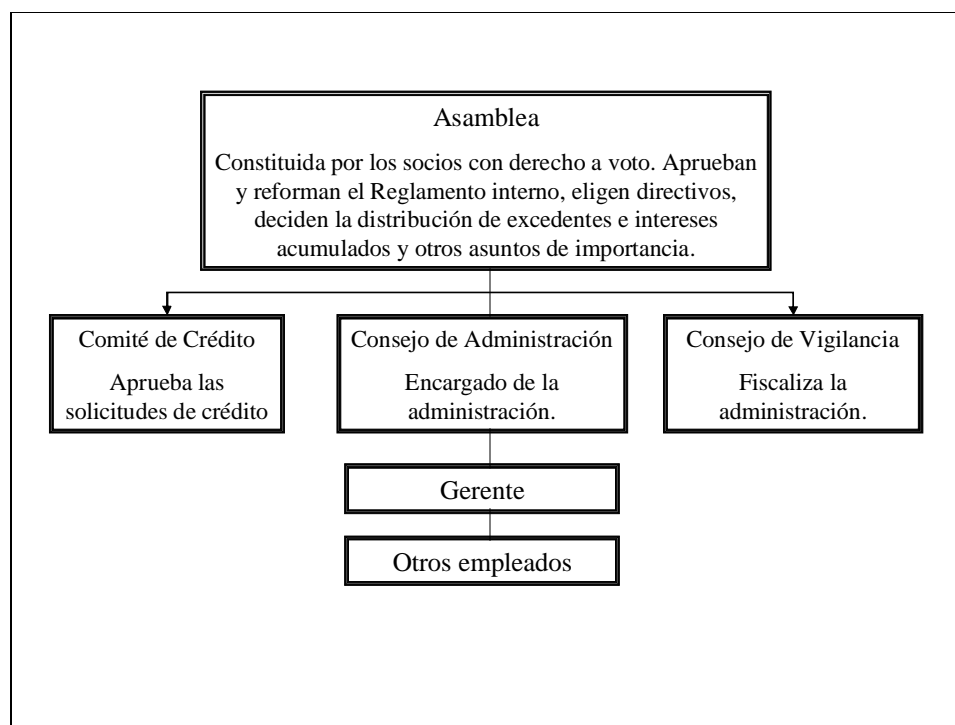 Asamblea
Constituida por los socios con derecho a voto. Aprueban
y reforman el Reglamento interno, eligen directivos,
deciden la distribución de excedentes e intereses
acumulados y otros asuntos de importancia.
Comité de Crédito
Aprueba las
solicitudes de crédito
Consejo de Administración
Encargado de la
administración.
Consejo de Vigilancia
Fiscaliza la
administración.
Gerente
Otros empleados